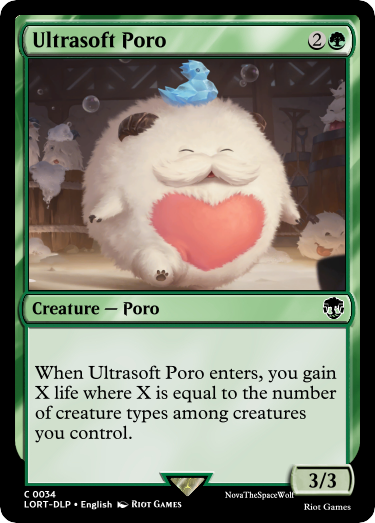 Ultrasoft Poro 2
Creature — Poro
When Ultrasoft Poro enters, you gain
X life where X is equal to the number
of creature types among creatures
you control.
3/3
C 0034
LORT-DLP • English Riot Games
NovaTheSpaceWolf
Riot Games